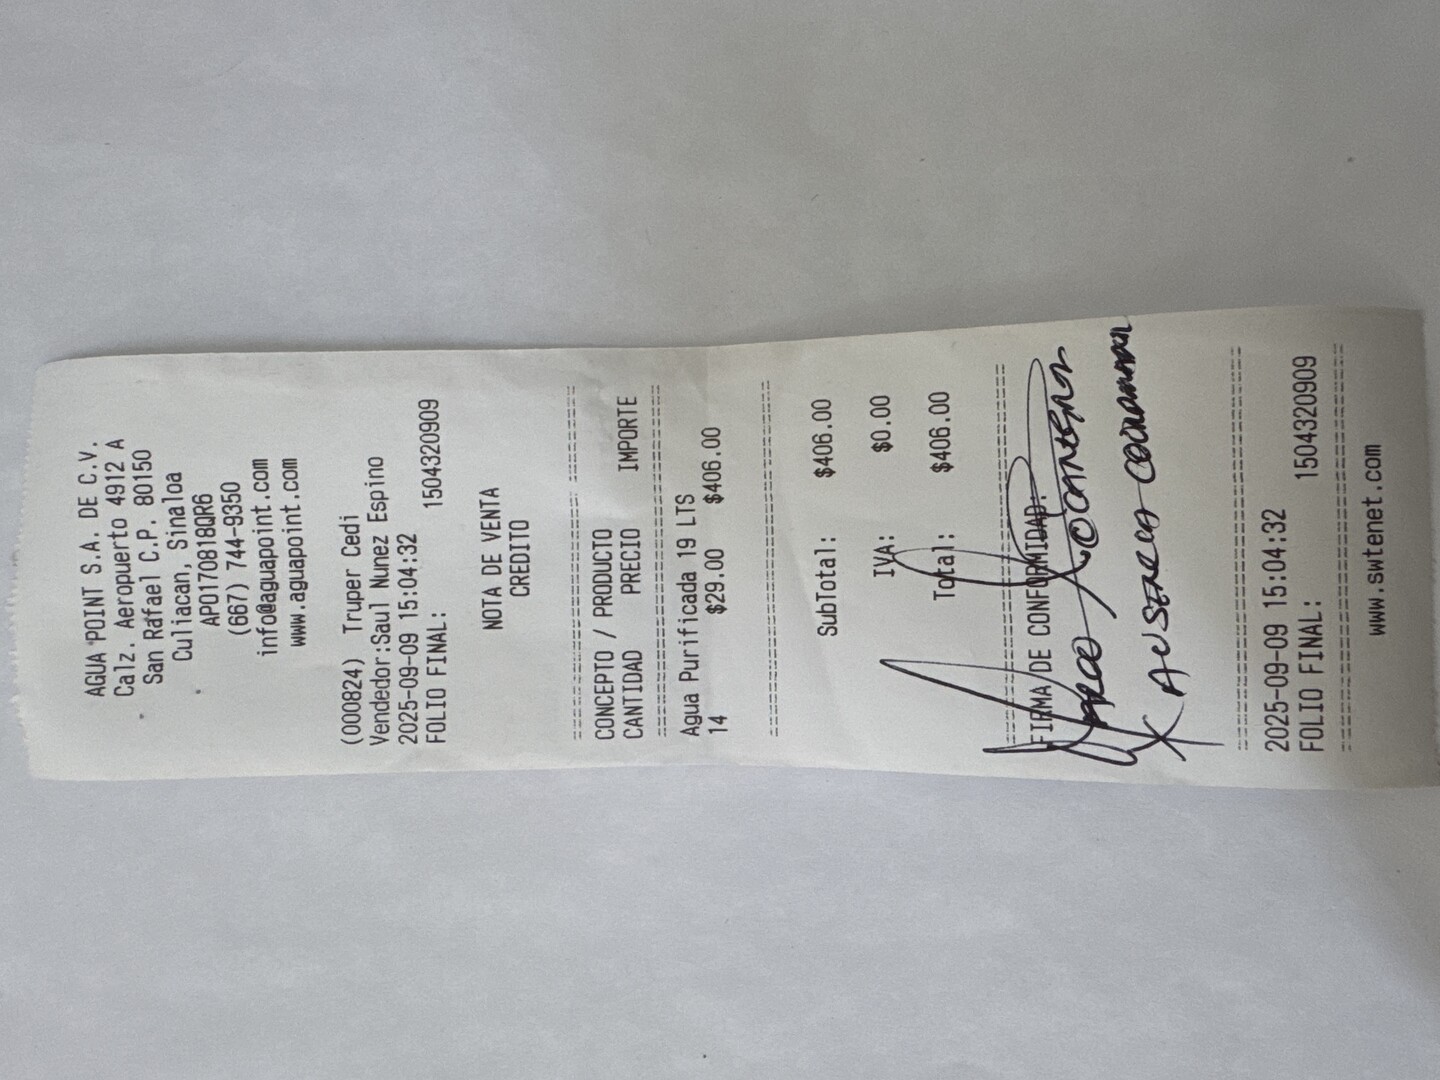 AGUA POINT S.A. DE C.V.
Calz. Aeropuerto 4912 A
San Rafael C.P. 80150
Culiacan, Sinaloa
APO170818QR6
(667) 744-9350
info@aguapoint.com
www.aguapoint.com
(000824) Truper Cedi
Vendedor:Saul Nunez Espino
2025-09-09 15:04:32
FOLIO FINAL: 1504320909
NOTA DE VENTA
CREDITO
CONCEPTO / PRODUCTO
CANTIDAD PRECIO IMPORTE
Agua Purificada 19 LTS
14 $29.00 $406.00
SubTotal: $406.00
IVA: $0.00
Total: $406.00
FIRMA DE CONFORMIDAD:
X AUSENCIA
2025-09-09 15:04:32
FOLIO FINAL: 1504320909
www.swtenet.com